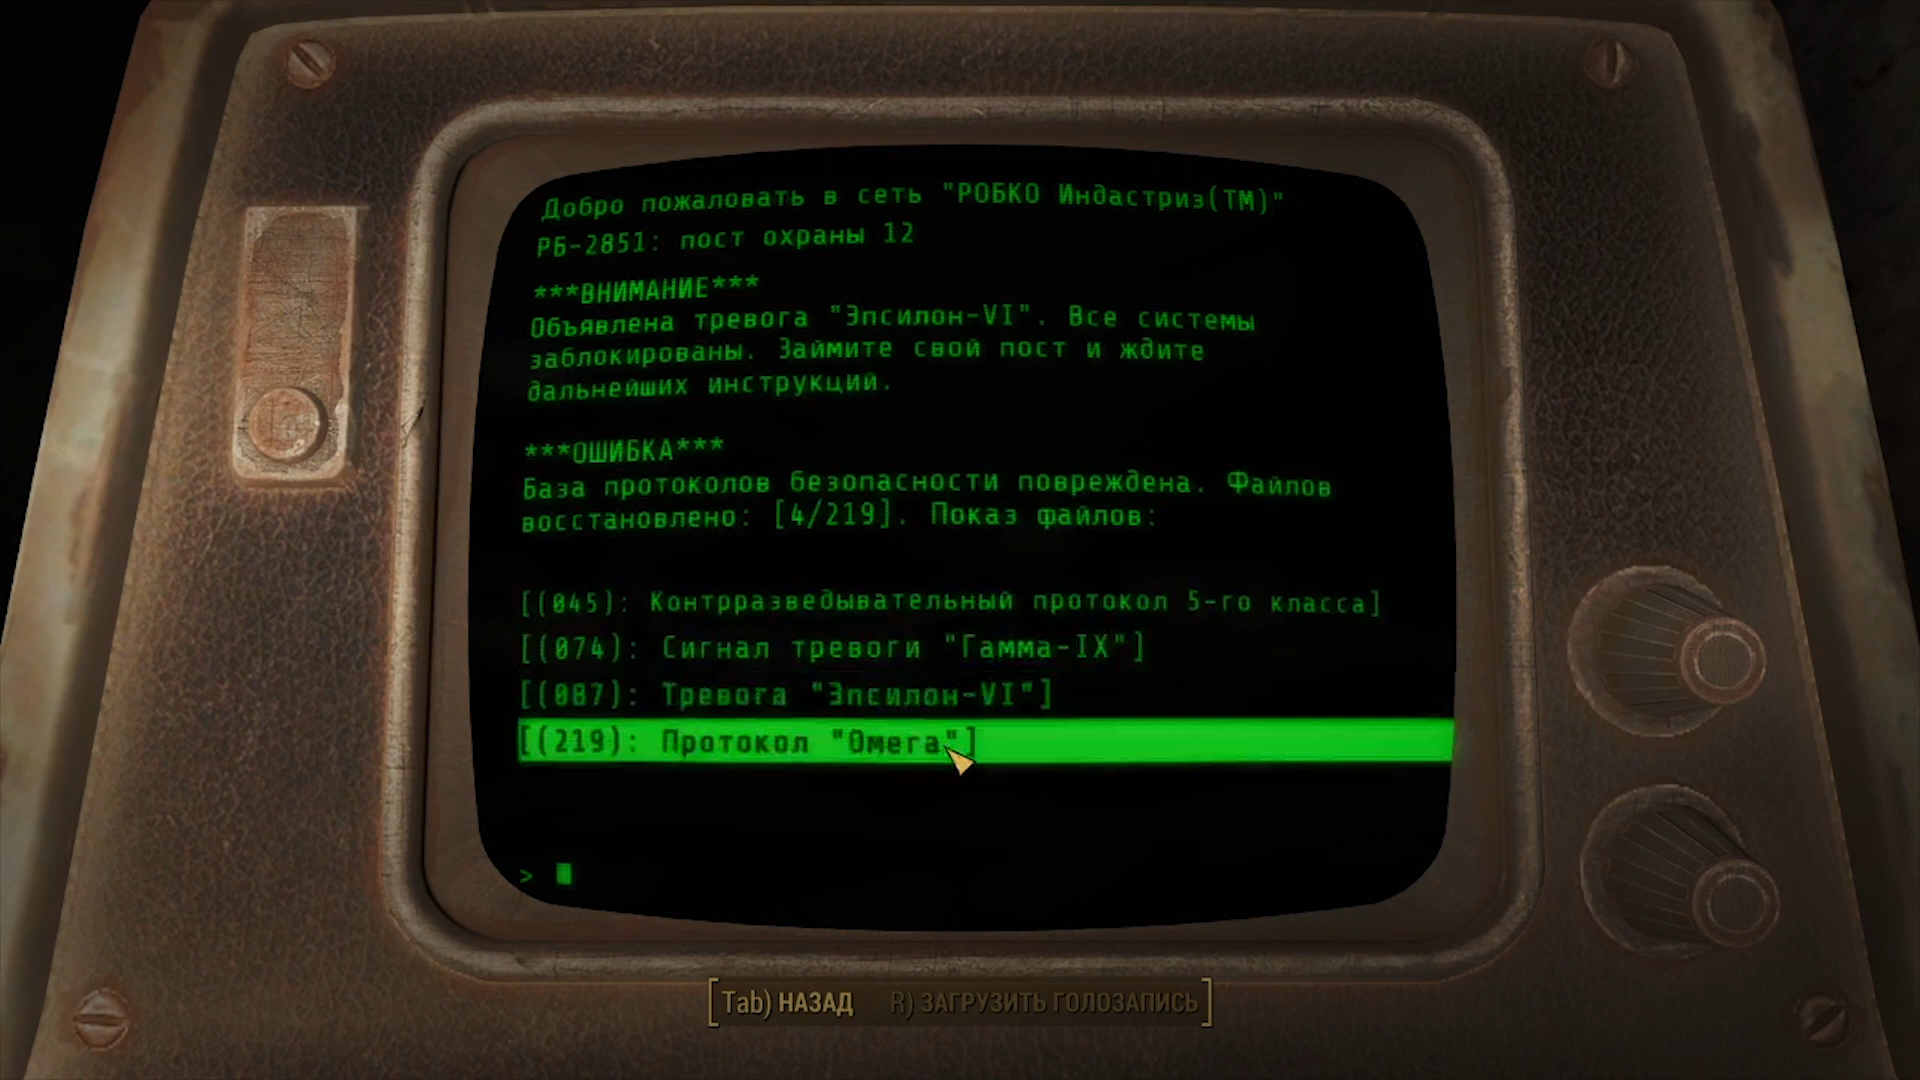 Добро пожаловать в сеть "РОБКО Индастриз(ТМ)"
РБ-2851: пост охраны 12
***ВНИМАНИЕ***
Объявлена тревога "Эпсилон-VI". Все системы
заблокированы. Займите свой пост и ждите
дальнейших инструкций.
***ОШИБКА***
База протоколов безопасности повреждена. Файлов
восстановлено: [4/219]. Показ файлов:
[(045): Контрразведывательный протокол 5-го класса]
[(074): Сигнал тревоги "Гамма-IX"]
[(087): Тревога "Эпсилон-VI"]
[(219): Протокол "Омега"]
>
[Tab) НАЗАД R) ЗАГРУЗИТЬ ГОЛОЗАПИСЬ]